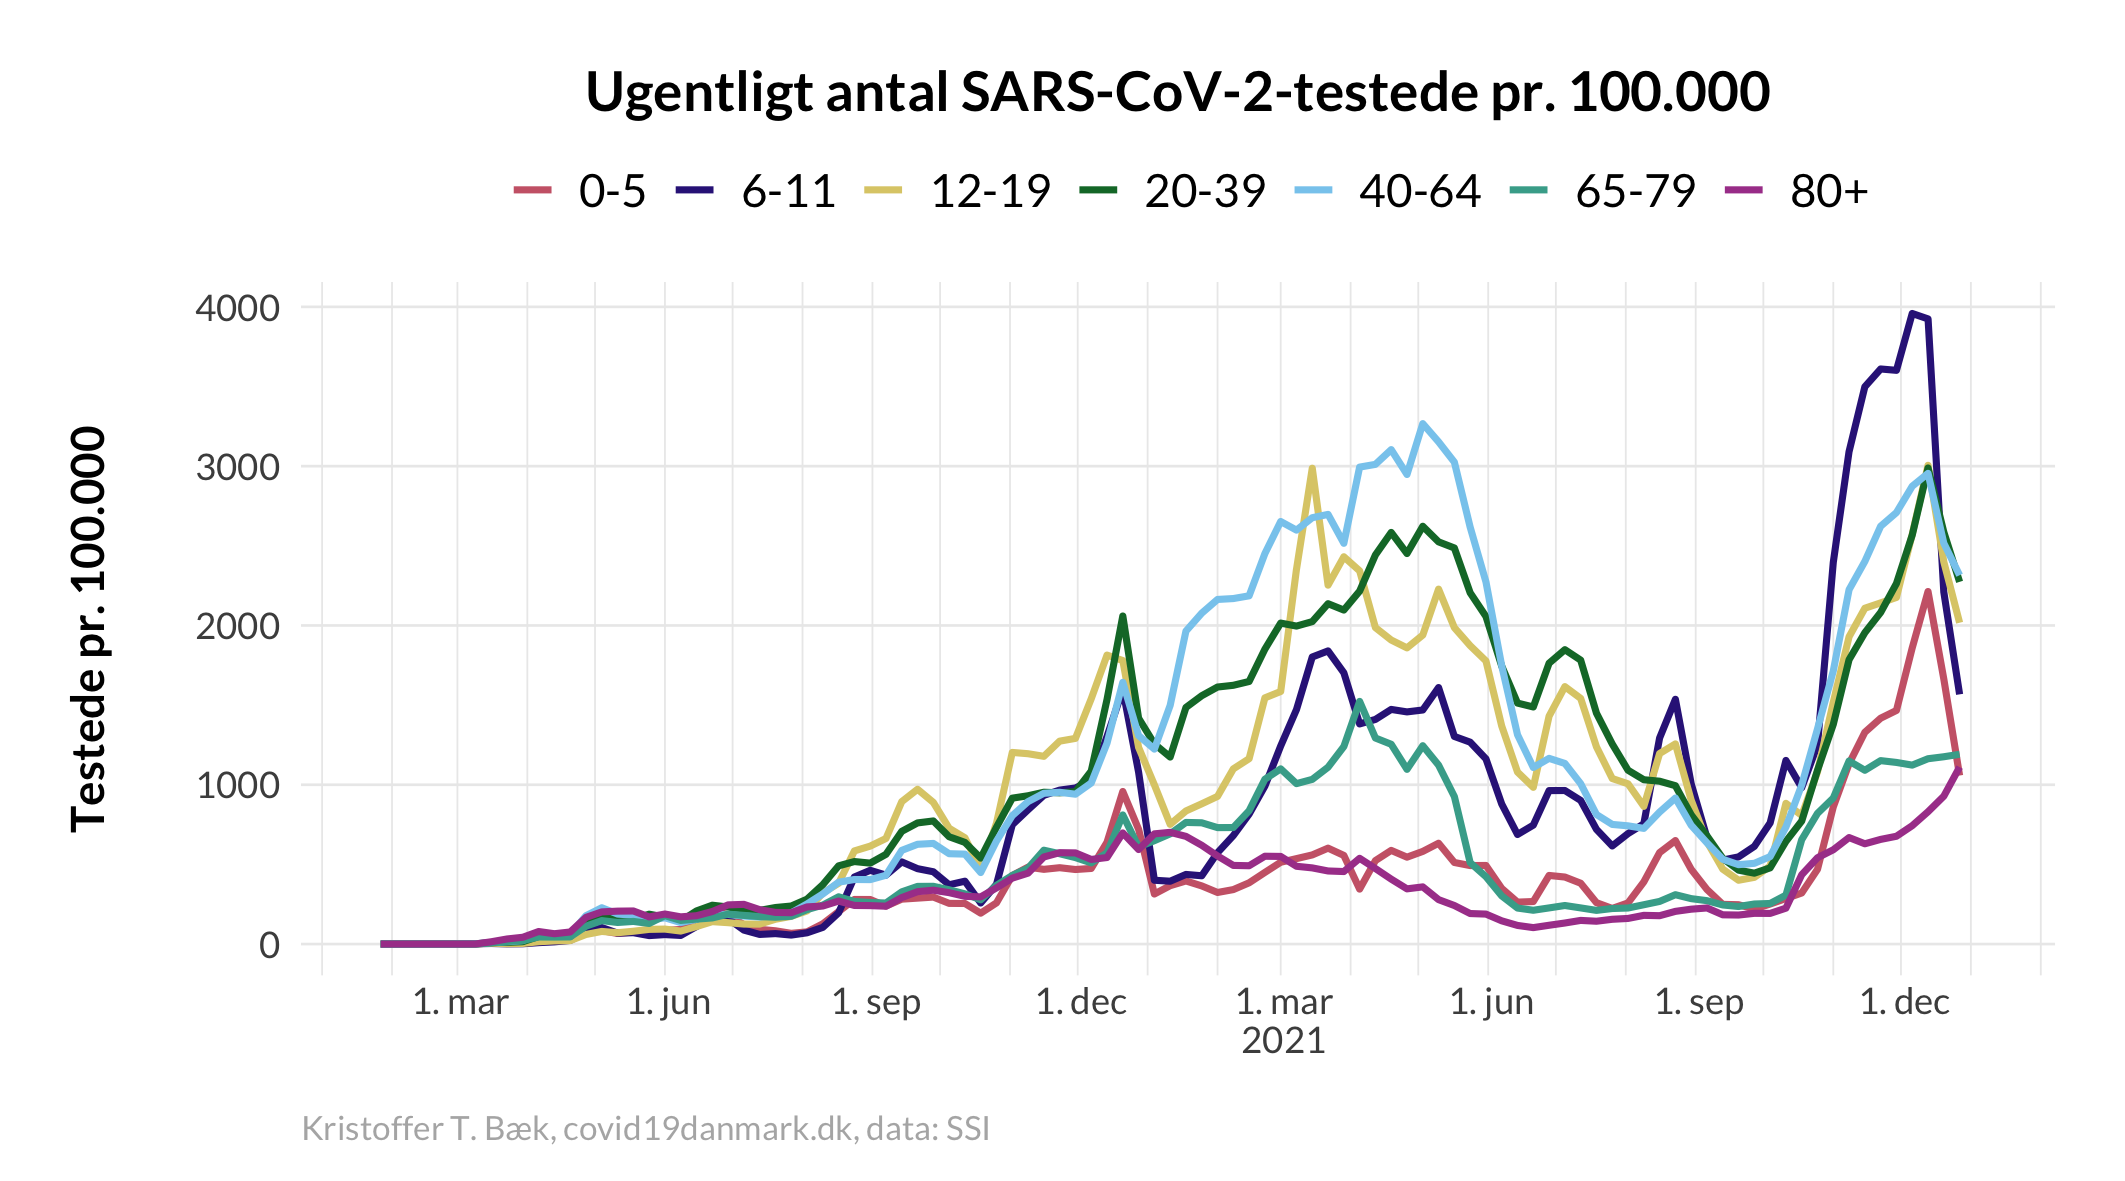 Ugentligt antal SARS-CoV-2-testede pr. 100.000
0-5 6-11 12-19 20-39 40-64 65-79 80+
Testede pr. 100.000
4000
3000
2000
1000
0
1. mar 1. jun 1. sep 1. dec 1. mar 1. jun 1. sep 1. dec
2021
Kristoffer T. Bæk, covid19danmark.dk, data: SSI